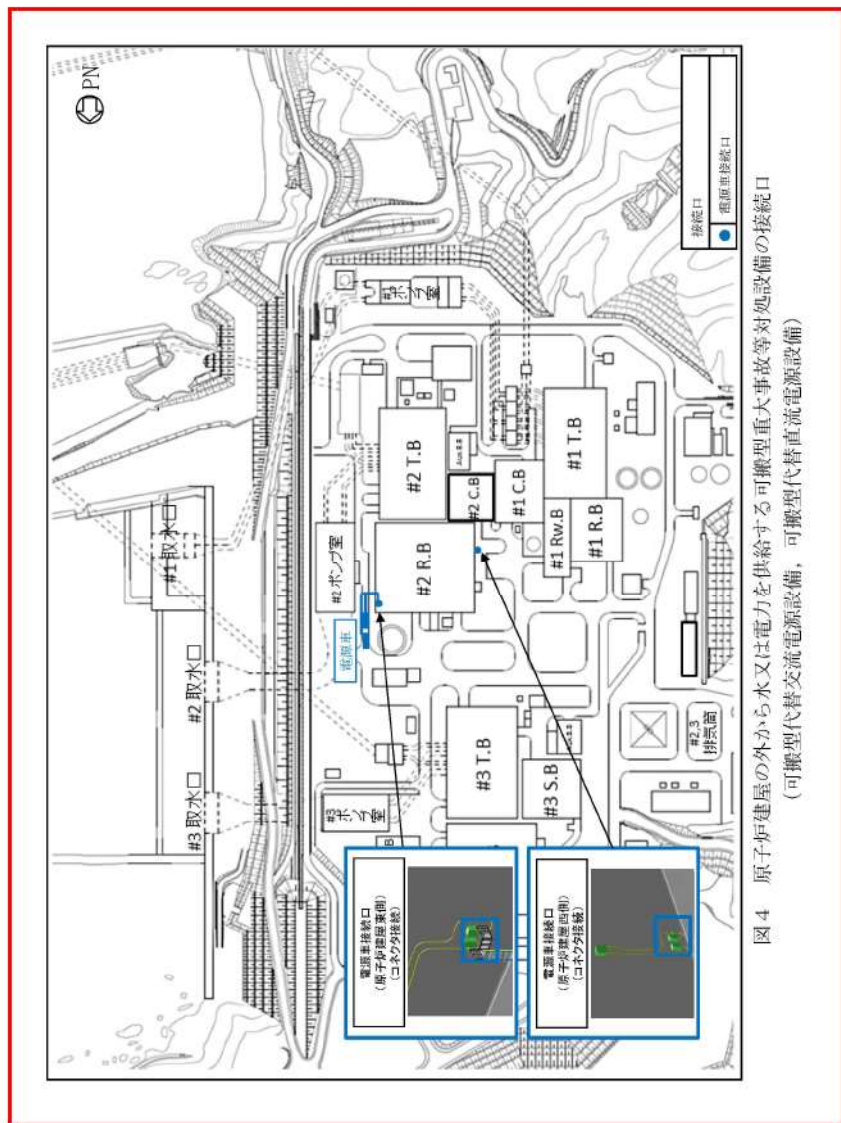 PN
#1 取水口
#2 取水口
#3 取水口
#2 ポンプ室
#3
ポンプ室
電源車
#2 T.B
#2 R.B
#2 C.B
#1 C.B
#1 T.B
#1 Rw.B
#1 R.B
#3 T.B
#3 S.B
#2,3
排気筒
電源車接続口
(原子炉建屋東側)
(コネクタ接続)
電源車接続口
(原子炉建屋西側)
(コネクタ接続)
接続口
電源車接続口
図4 原子炉建屋の外から水又は電力を供給する可搬型重大事故等対処設備の接続口
(可搬型代替交流電源設備，可搬型代替直流電源設備)